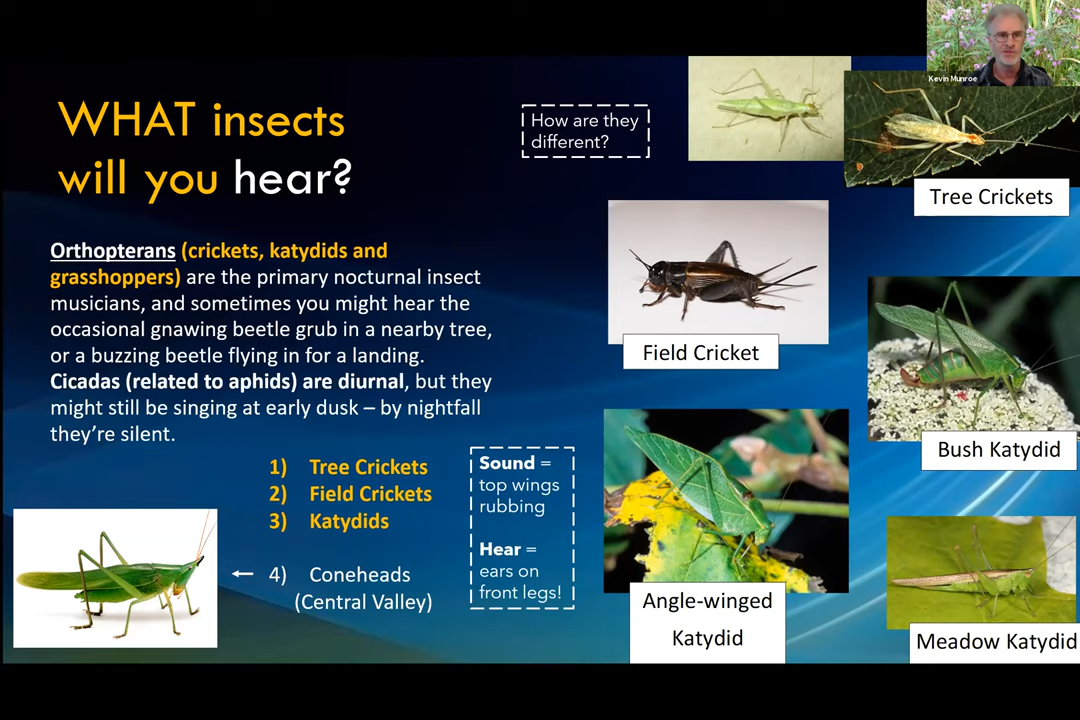 WHAT insects
will you hear?
Orthopterans (crickets, katydids and
grasshoppers) are the primary nocturnal insect
musicians, and sometimes you might hear the
occasional gnawing beetle grub in a nearby tree,
or a buzzing beetle flying in for a landing.
Cicadas (related to aphids) are diurnal, but they
might still be singing at early dusk – by nightfall
they're silent.
1) Tree Crickets
2) Field Crickets
3) Katydids
4) Coneheads
(Central Valley)
Sound =
top wings
rubbing
Hear =
ears on
front legs!
How are they
different?
Kevin Munroe
Tree Crickets
Field Cricket
Bush Katydid
Angle-winged
Katydid
Meadow Katydid